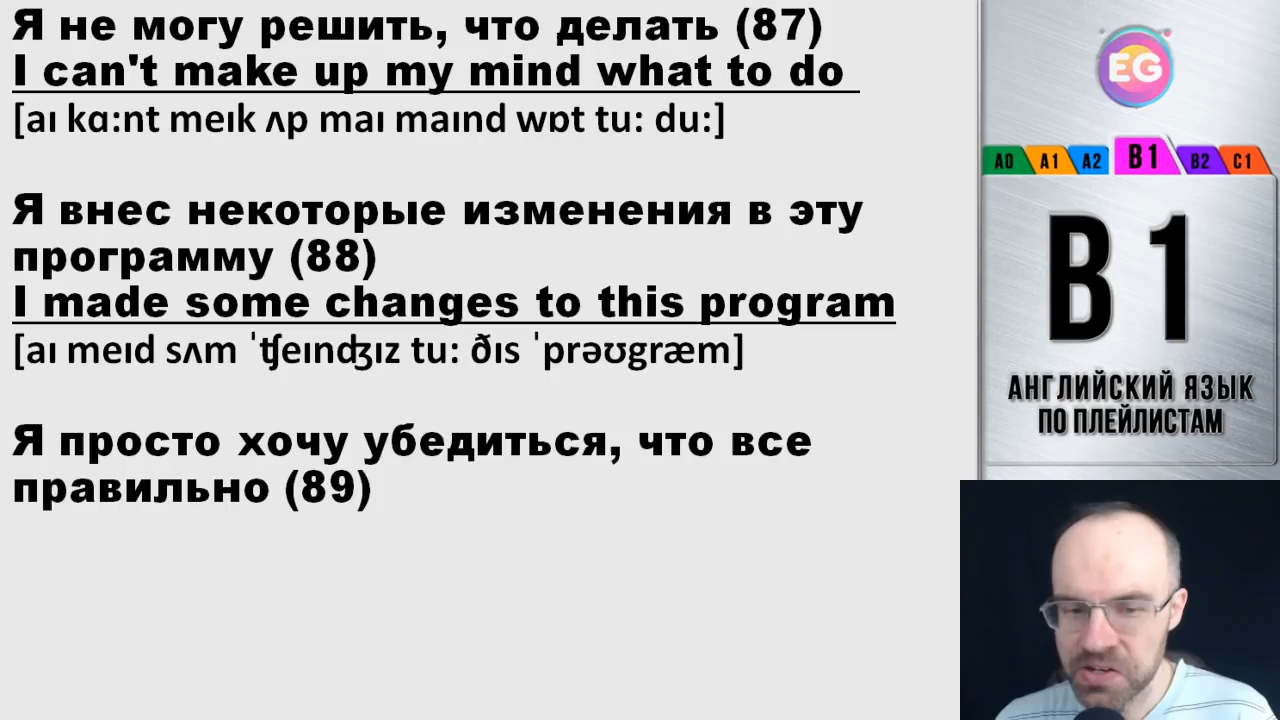 Я не могу решить, что делать (87)
I can't make up my mind what to do
[aɪ kɑ:nt meɪk ʌp maɪ maɪnd wɒt tu: du:]
Я внес некоторые изменения в эту
программу (88)
I made some changes to this program
[aɪ meɪd sʌm ˈʧeɪnʤɪz tu: ðɪs ˈprəʊgræm]
Я просто хочу убедиться, что все
правильно (89)
EG
A0 A1 A2 B1 B2 C1
B1
АНГЛИЙСКИЙ ЯЗЫК
ПО ПЛЕЙЛИСТАМ